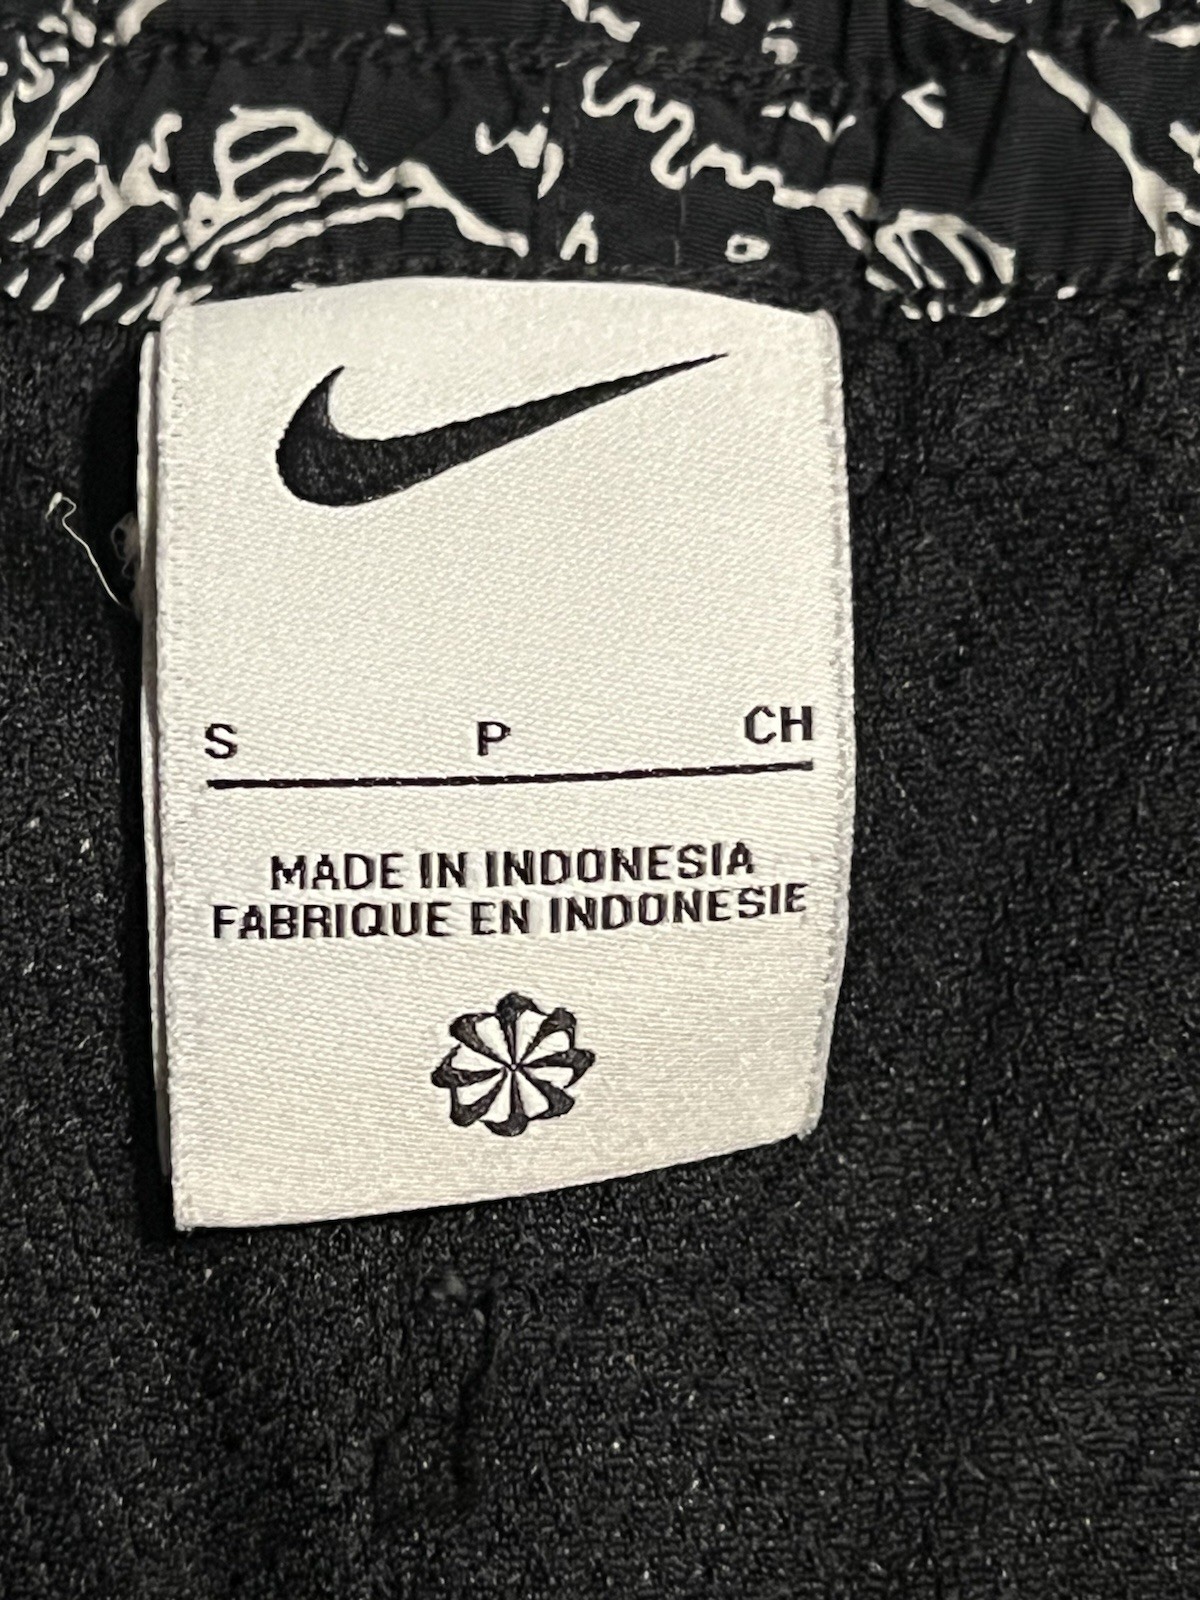 S P CH
MADE IN INDONESIA
FABRIQUE EN INDONESIE